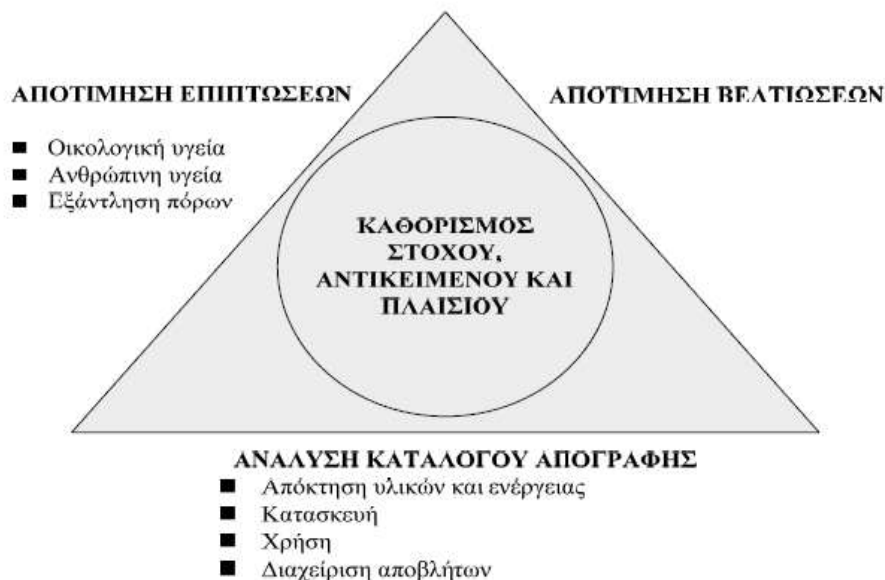 ΑΠΟΤΙΜΗΣΗ ΕΠΙΠΤΩΣΕΩΝ
■ Οικολογική υγεία
■ Ανθρώπινη υγεία
■ Εξάντληση πόρων
ΑΠΟΤΙΜΗΣΗ ΒΕΛΤΙΩΣΕΩΝ
ΚΑΘΟΡΙΣΜΟΣ
ΣΤΟΧΟΥ,
ΑΝΤΙΚΕΙΜΕΝΟΥ ΚΑΙ
ΠΛΑΙΣΙΟΥ
ΑΝΑΛΥΣΗ ΚΑΤΑΛΟΓΟΥ ΑΠΟΓΡΑΦΗΣ
■ Απόκτηση υλικών και ενέργειας
■ Κατασκευή
■ Χρήση
■ Διαχείριση αποβλήτων